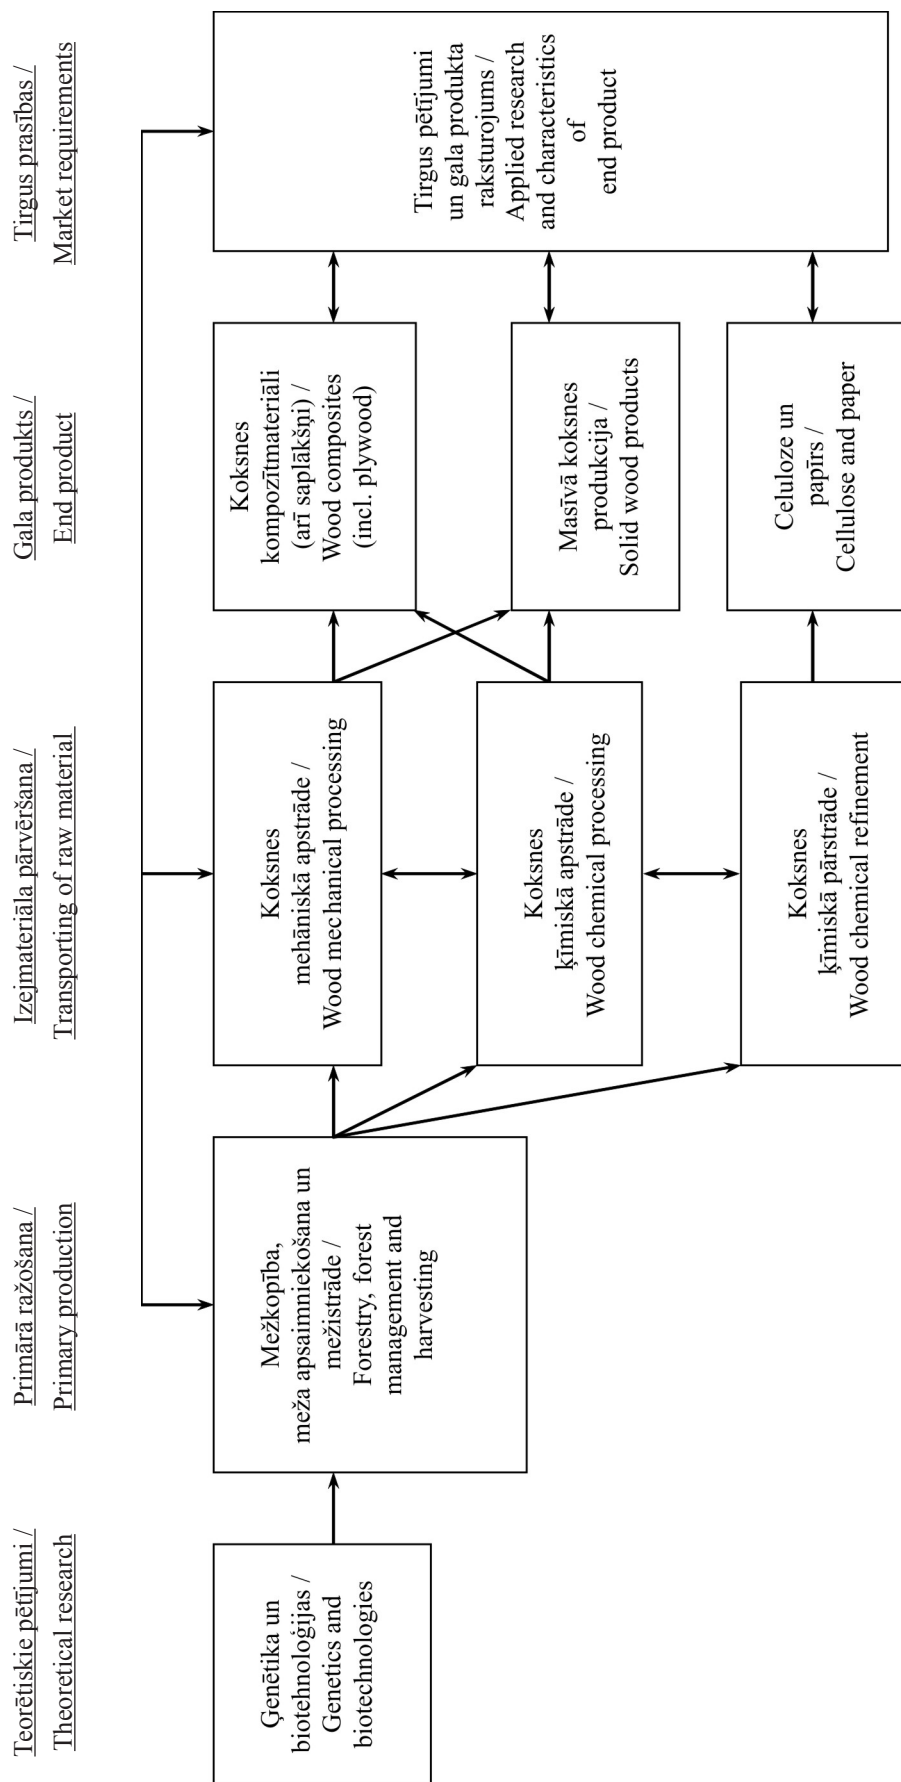 Teorētiskie pētījumi /
Theoretical research
Primārā ražošana /
Primary production
Izejmateriāla pārvēršana /
Transporting of raw material
Gala produkts /
End product
Tirgus prasības /
Market requirements
Ģenētika un
biotehnoloģijas /
Genetics and
biotechnologies
Mežkopība,
meža apsaimniekošana un
mežistrāde /
Forestry, forest
management and
harvesting
Koksnes
mehāniskā apstrāde /
Wood mechanical processing
Koksnes
ķīmiskā apstrāde /
Wood chemical processing
Koksnes
ķīmiskā pārstrāde /
Wood chemical refinement
Koksnes
kompozītmateriāli
(arī saplākšņi) /
Wood composites
(incl. plywood)
Masīvā koksnes
produkcija /
Solid wood products
Celuloze un
papīrs /
Cellulose and paper
Tirgus pētījumi
un gala produkta
raksturojums /
Applied research
and characteristics
of
end product